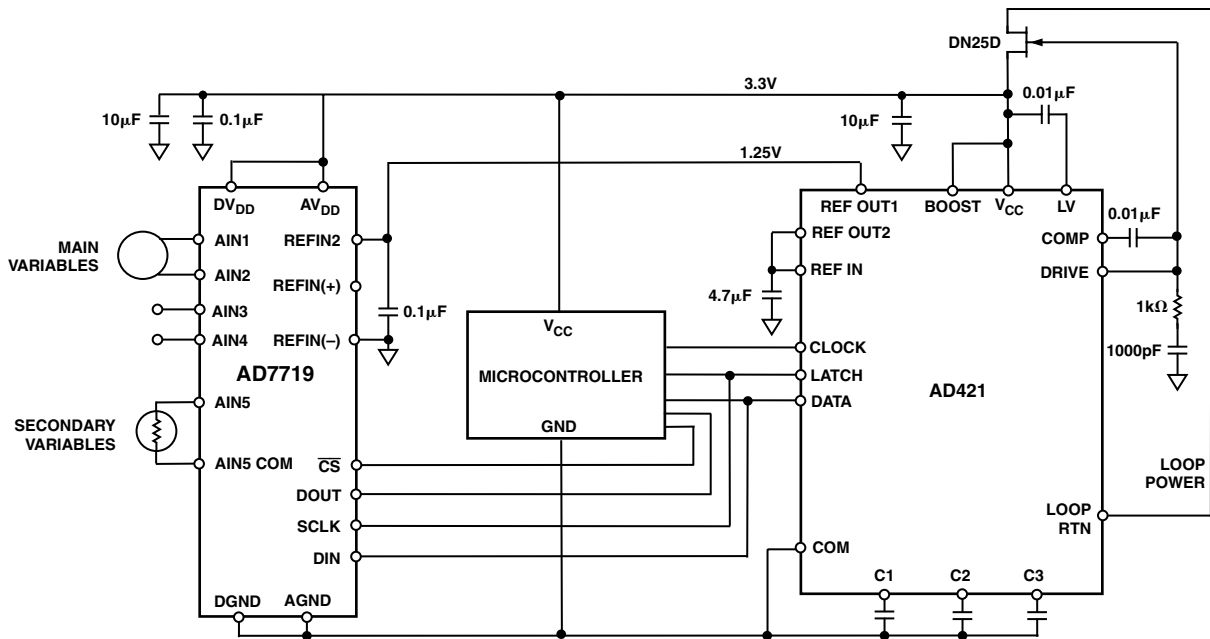 DN25D
3.3V
10μF
0.1μF
10μF
0.01μF
1.25V
DVDD
AVDD
REF OUT1
BOOST
VCC
LV
0.01μF
MAIN
VARIABLES
AIN1
REFIN2
REF OUT2
COMP
AIN2
REFIN(+)
REF IN
DRIVE
AIN3
0.1μF
4.7μF
1kΩ
AIN4
REFIN(–)
VCC
CLOCK
1000pF
AD7719
MICROCONTROLLER
LATCH
AD421
AIN5
DATA
SECONDARY
VARIABLES
GND
AIN5 COM
CS
LOOP
POWER
DOUT
SCLK
LOOP
RTN
DIN
COM
DGND
AGND
C1
C2
C3